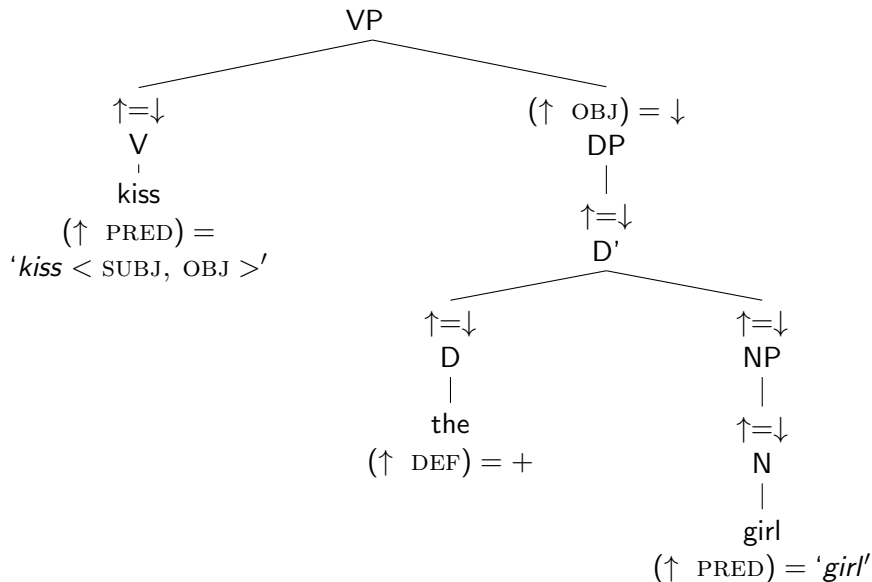 VP
↑=↓ (↑ OBJ) = ↓
V DP
kiss ↑=↓
(↑ PRED) = D'
‘kiss < SUBJ, OBJ >′
↑=↓ ↑=↓
D NP
the ↑=↓
(↑ DEF) = + N
girl
(↑ PRED) = ‘girl′